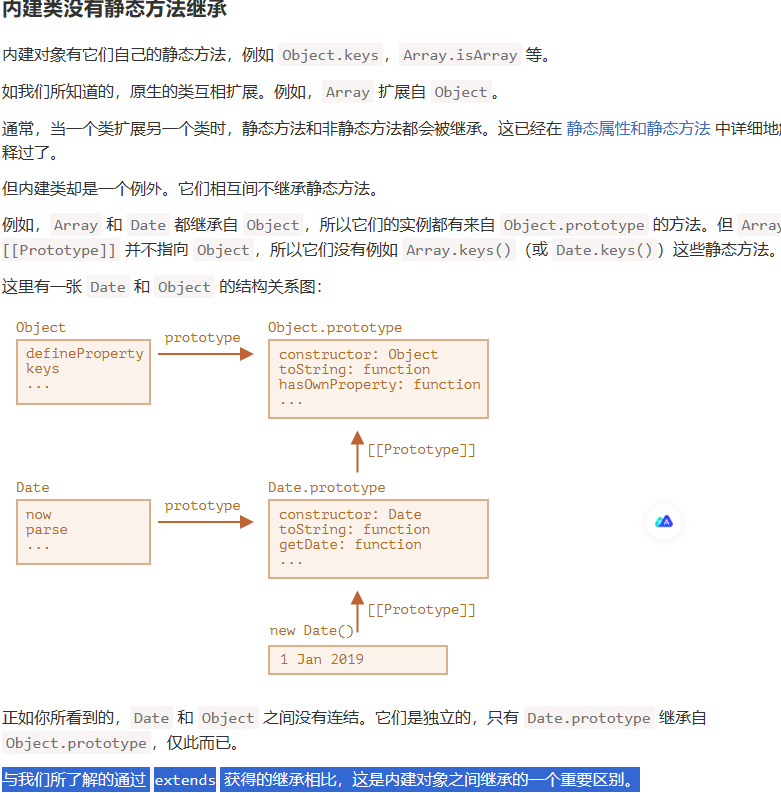 内建类没有静态方法继承
内建对象有它们自己的静态方法，例如 Object.keys，Array.isArray 等。
如我们所知道的，原生的类互相扩展。例如，Array 扩展自 Object。
通常，当一个类扩展另一个类时，静态方法和非静态方法都会被继承。这已经在 静态属性和静态方法 中详细地
释过了。
但内建类却是一个例外。它们相互间不继承静态方法。
例如，Array 和 Date 都继承自 Object，所以它们的实例都有来自 Object.prototype 的方法。但 Array
[[Prototype]] 并不指向 Object，所以它们没有例如 Array.keys()（或 Date.keys()）这些静态方法。
这里有一张 Date 和 Object 的结构关系图：
Object
prototype
Object.prototype
defineProperty
keys
...
constructor: Object
toString: function
hasOwnProperty: function
...
[[Prototype]]
Date
prototype
Date.prototype
now
parse
...
constructor: Date
toString: function
getDate: function
...
[[Prototype]]
new Date()
1 Jan 2019
正如你所看到的，Date 和 Object 之间没有连结。它们是独立的，只有 Date.prototype 继承自
Object.prototype，仅此而已。
与我们所了解的通过 extends 获得的继承相比，这是内建对象之间继承的一个重要区别。